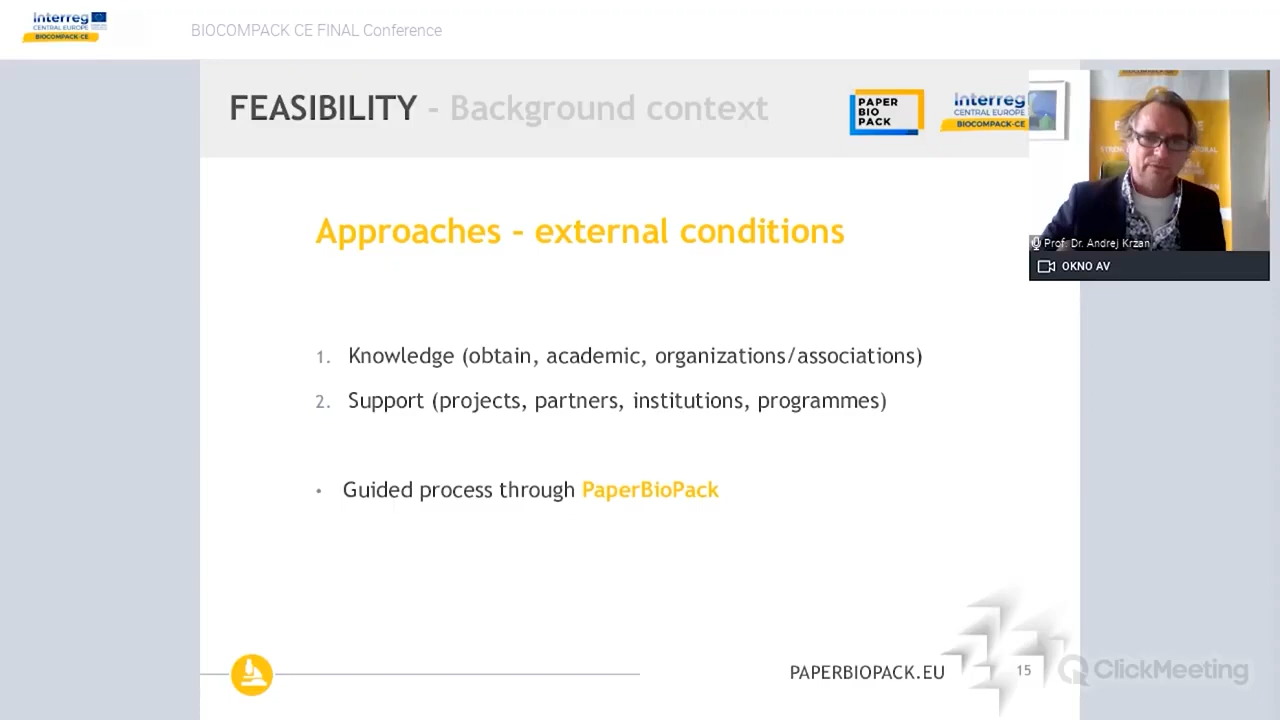 Interreg
CENTRAL EUROPE
BIOCOMPACK-CE
BIOCOMPACK CE FINAL Conference
FEASIBILITY - Background context
PAPER
BIO
PACK
Interreg
CENTRAL EUROPE
BIOCOMPACK-CE
Prof. Dr. Andrej Kržan
OKNO AV
Approaches - external conditions
1. Knowledge (obtain, academic, organizations/associations)
2. Support (projects, partners, institutions, programmes)
• Guided process through PaperBioPack
PAPERBIOPACK.EU
15
ClickMeeting